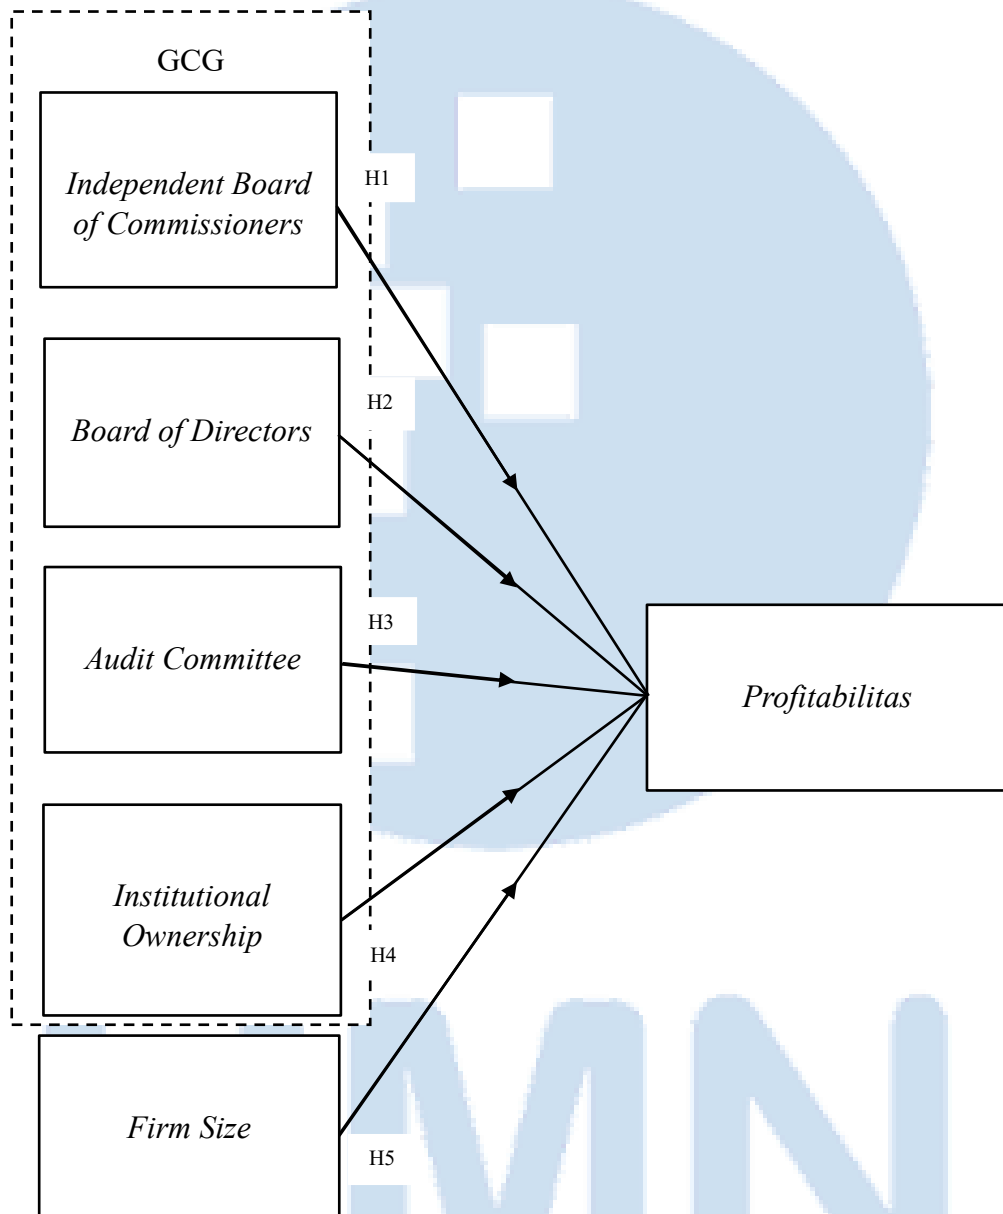 GCG
Independent Board
of Commissioners
H1
Board of Directors
H2
Audit Committee
H3
Profitabilitas
Institutional
Ownership
H4
Firm Size
H5
UMN